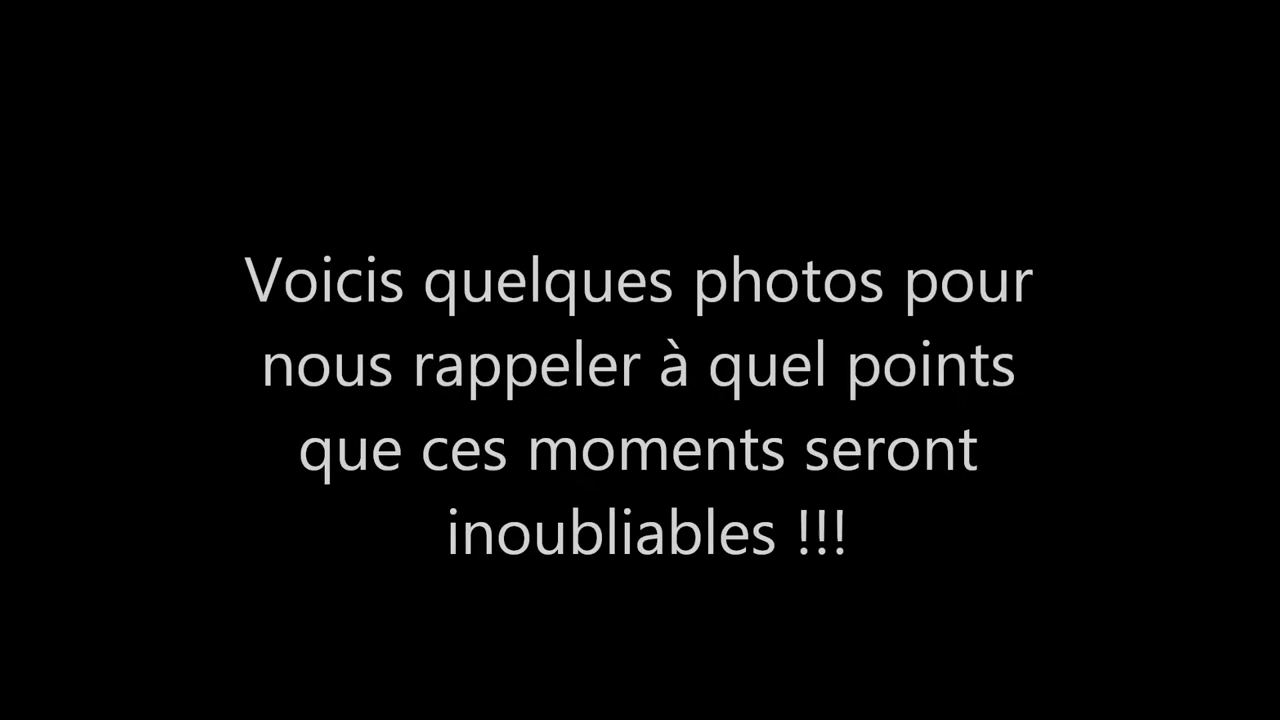 Voicis quelques photos pour
nous rappeler à quel points
que ces moments seront
inoubliables !!!